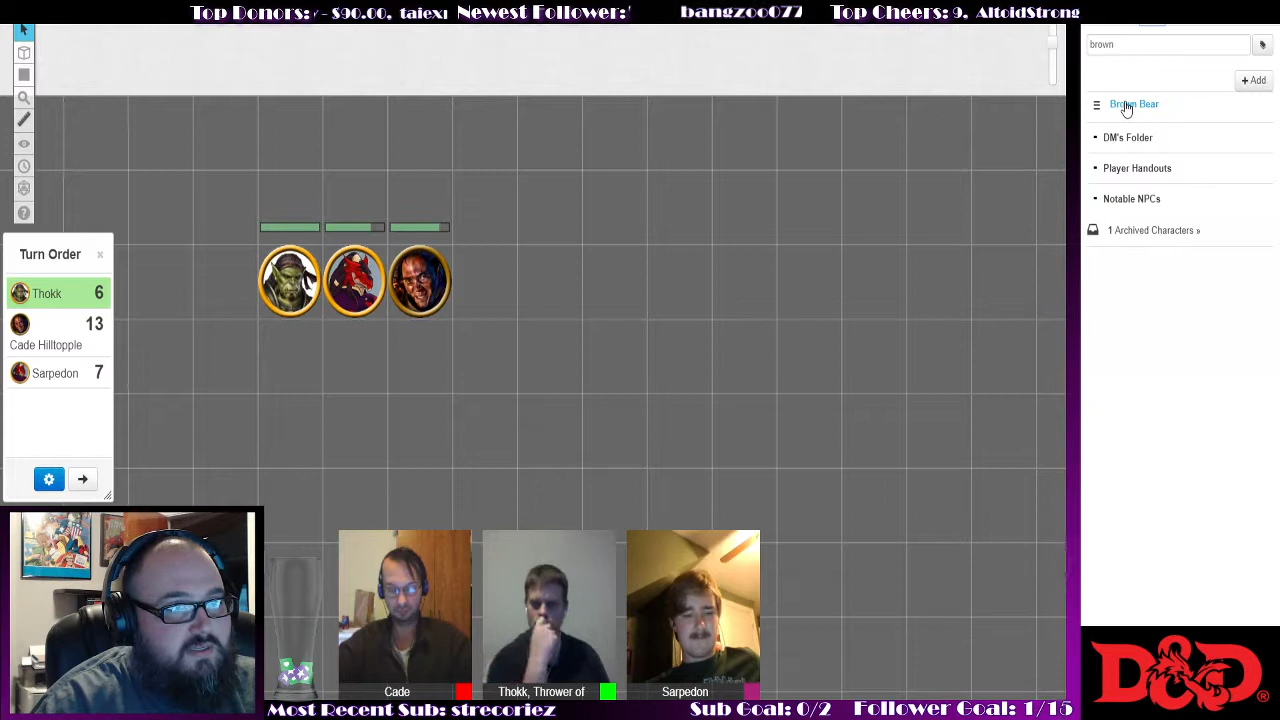 Top Donors: - $90.00, taiex Newest Follower: bangzoo077 Top Cheers: 9, AltoidStrong
brown
+ Add
Brown Bear
DM's Folder
Player Handouts
Notable NPCs
1 Archived Characters »
Turn Order ×
Thokk 6
13
Cade Hilltopple
Sarpedon 7
Cade
Thokk, Thrower of
Sarpedon
D&D
Most Recent Sub: strecoriez Sub Goal: 0/2 Follower Goal: 1/15